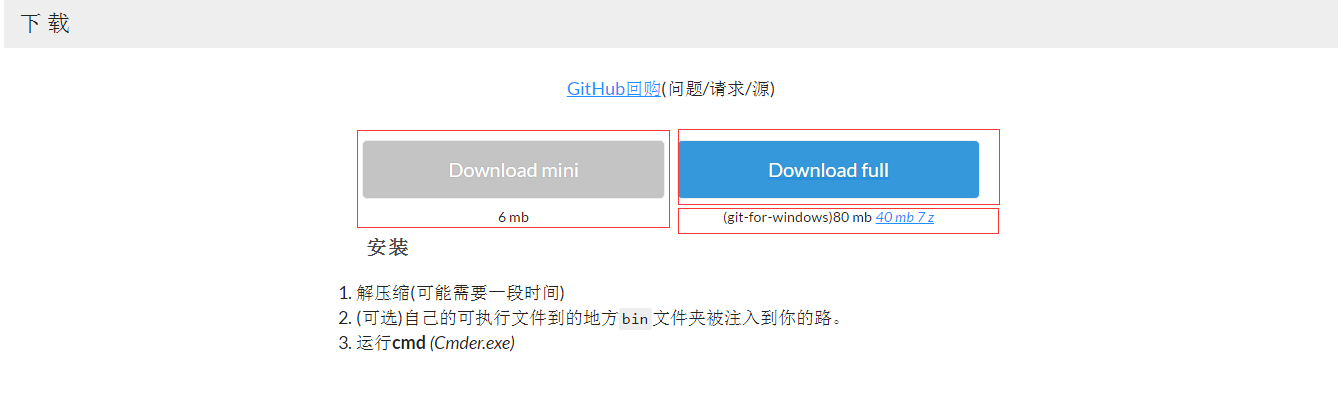 下 载
GitHub回购(问题/请求/源)
Download mini
Download full
6 mb
(git-for-windows)80 mb 40 mb 7 z
安装
1. 解压缩(可能需要一段时间)
2. (可选)自己的可执行文件到的地方bin文件夹被注入到你的路。
3. 运行cmd (Cmder.exe)